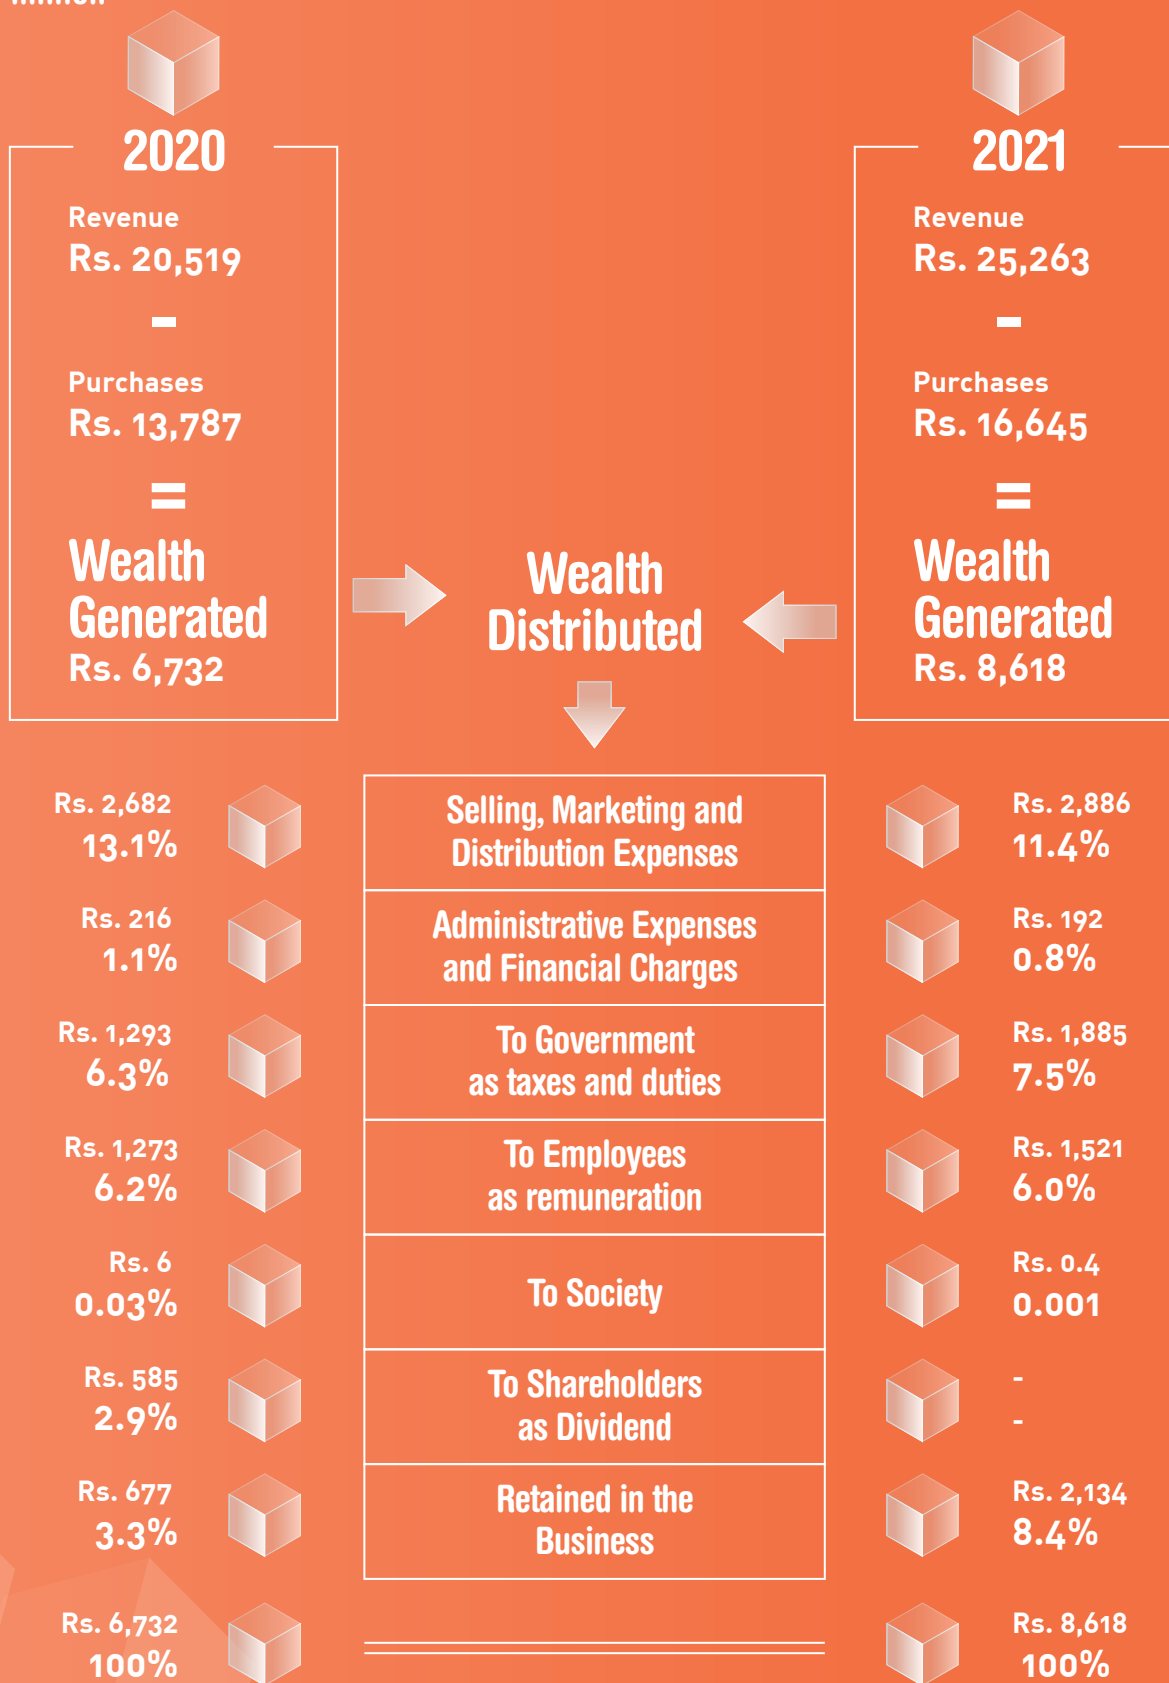 2020
Revenue
Rs. 20,519
-
Purchases
Rs. 13,787
=
Wealth
Generated
Rs. 6,732
2021
Revenue
Rs. 25,263
-
Purchases
Rs. 16,645
=
Wealth
Generated
Rs. 8,618
Wealth
Distributed
Rs. 2,682
13.1%
Selling, Marketing and
Distribution Expenses
Rs. 2,886
11.4%
Rs. 216
1.1%
Administrative Expenses
and Financial Charges
Rs. 192
0.8%
Rs. 1,293
6.3%
To Government
as taxes and duties
Rs. 1,885
7.5%
Rs. 1,273
6.2%
To Employees
as remuneration
Rs. 1,521
6.0%
Rs. 6
0.03%
To Society
Rs. 0.4
0.001
Rs. 585
2.9%
To Shareholders
as Dividend
-
-
Rs. 677
3.3%
Retained in the
Business
Rs. 2,134
8.4%
Rs. 6,732
100%
Rs. 8,618
100%